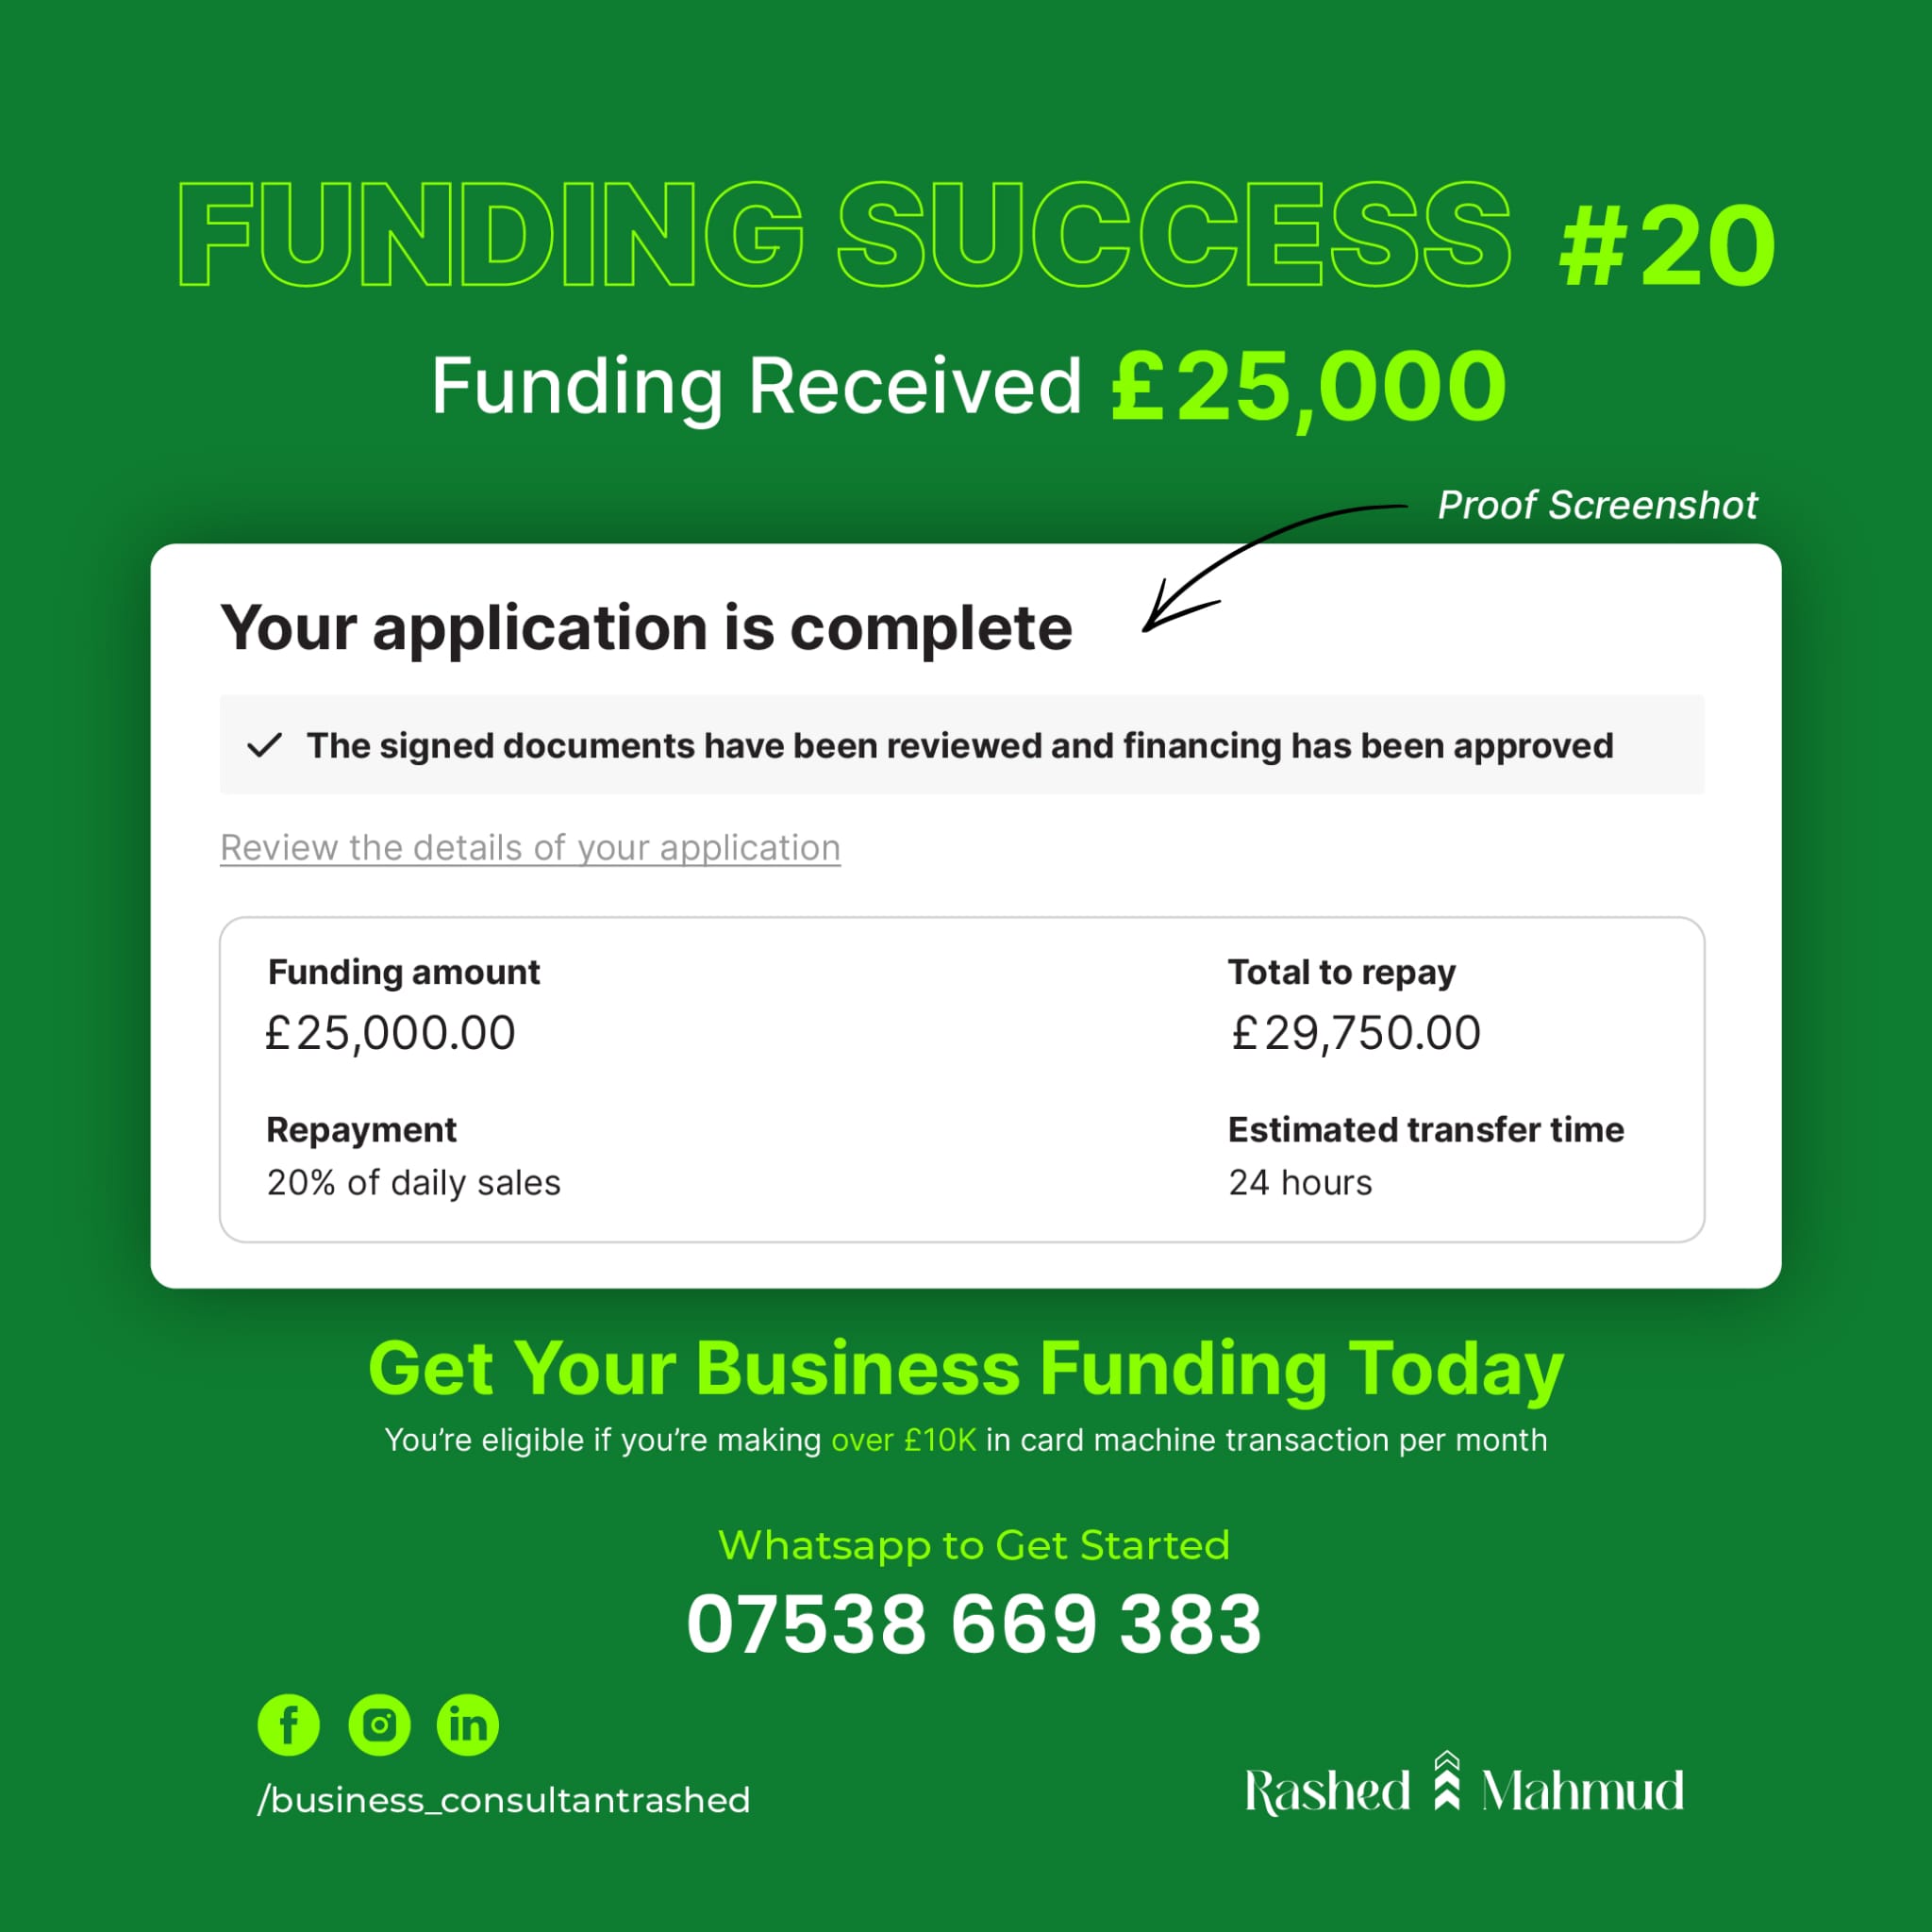 FUNDING SUCCESS #20
Funding Received £25,000
Proof Screenshot
Your application is complete
The signed documents have been reviewed and financing has been approved
Review the details of your application
Funding amount
£25,000.00
Total to repay
£29,750.00
Repayment
20% of daily sales
Estimated transfer time
24 hours
Get Your Business Funding Today
You’re eligible if you’re making over £10K in card machine transaction per month
Whatsapp to Get Started
07538 669 383
/business_consultantrashed
Rashed Mahmud